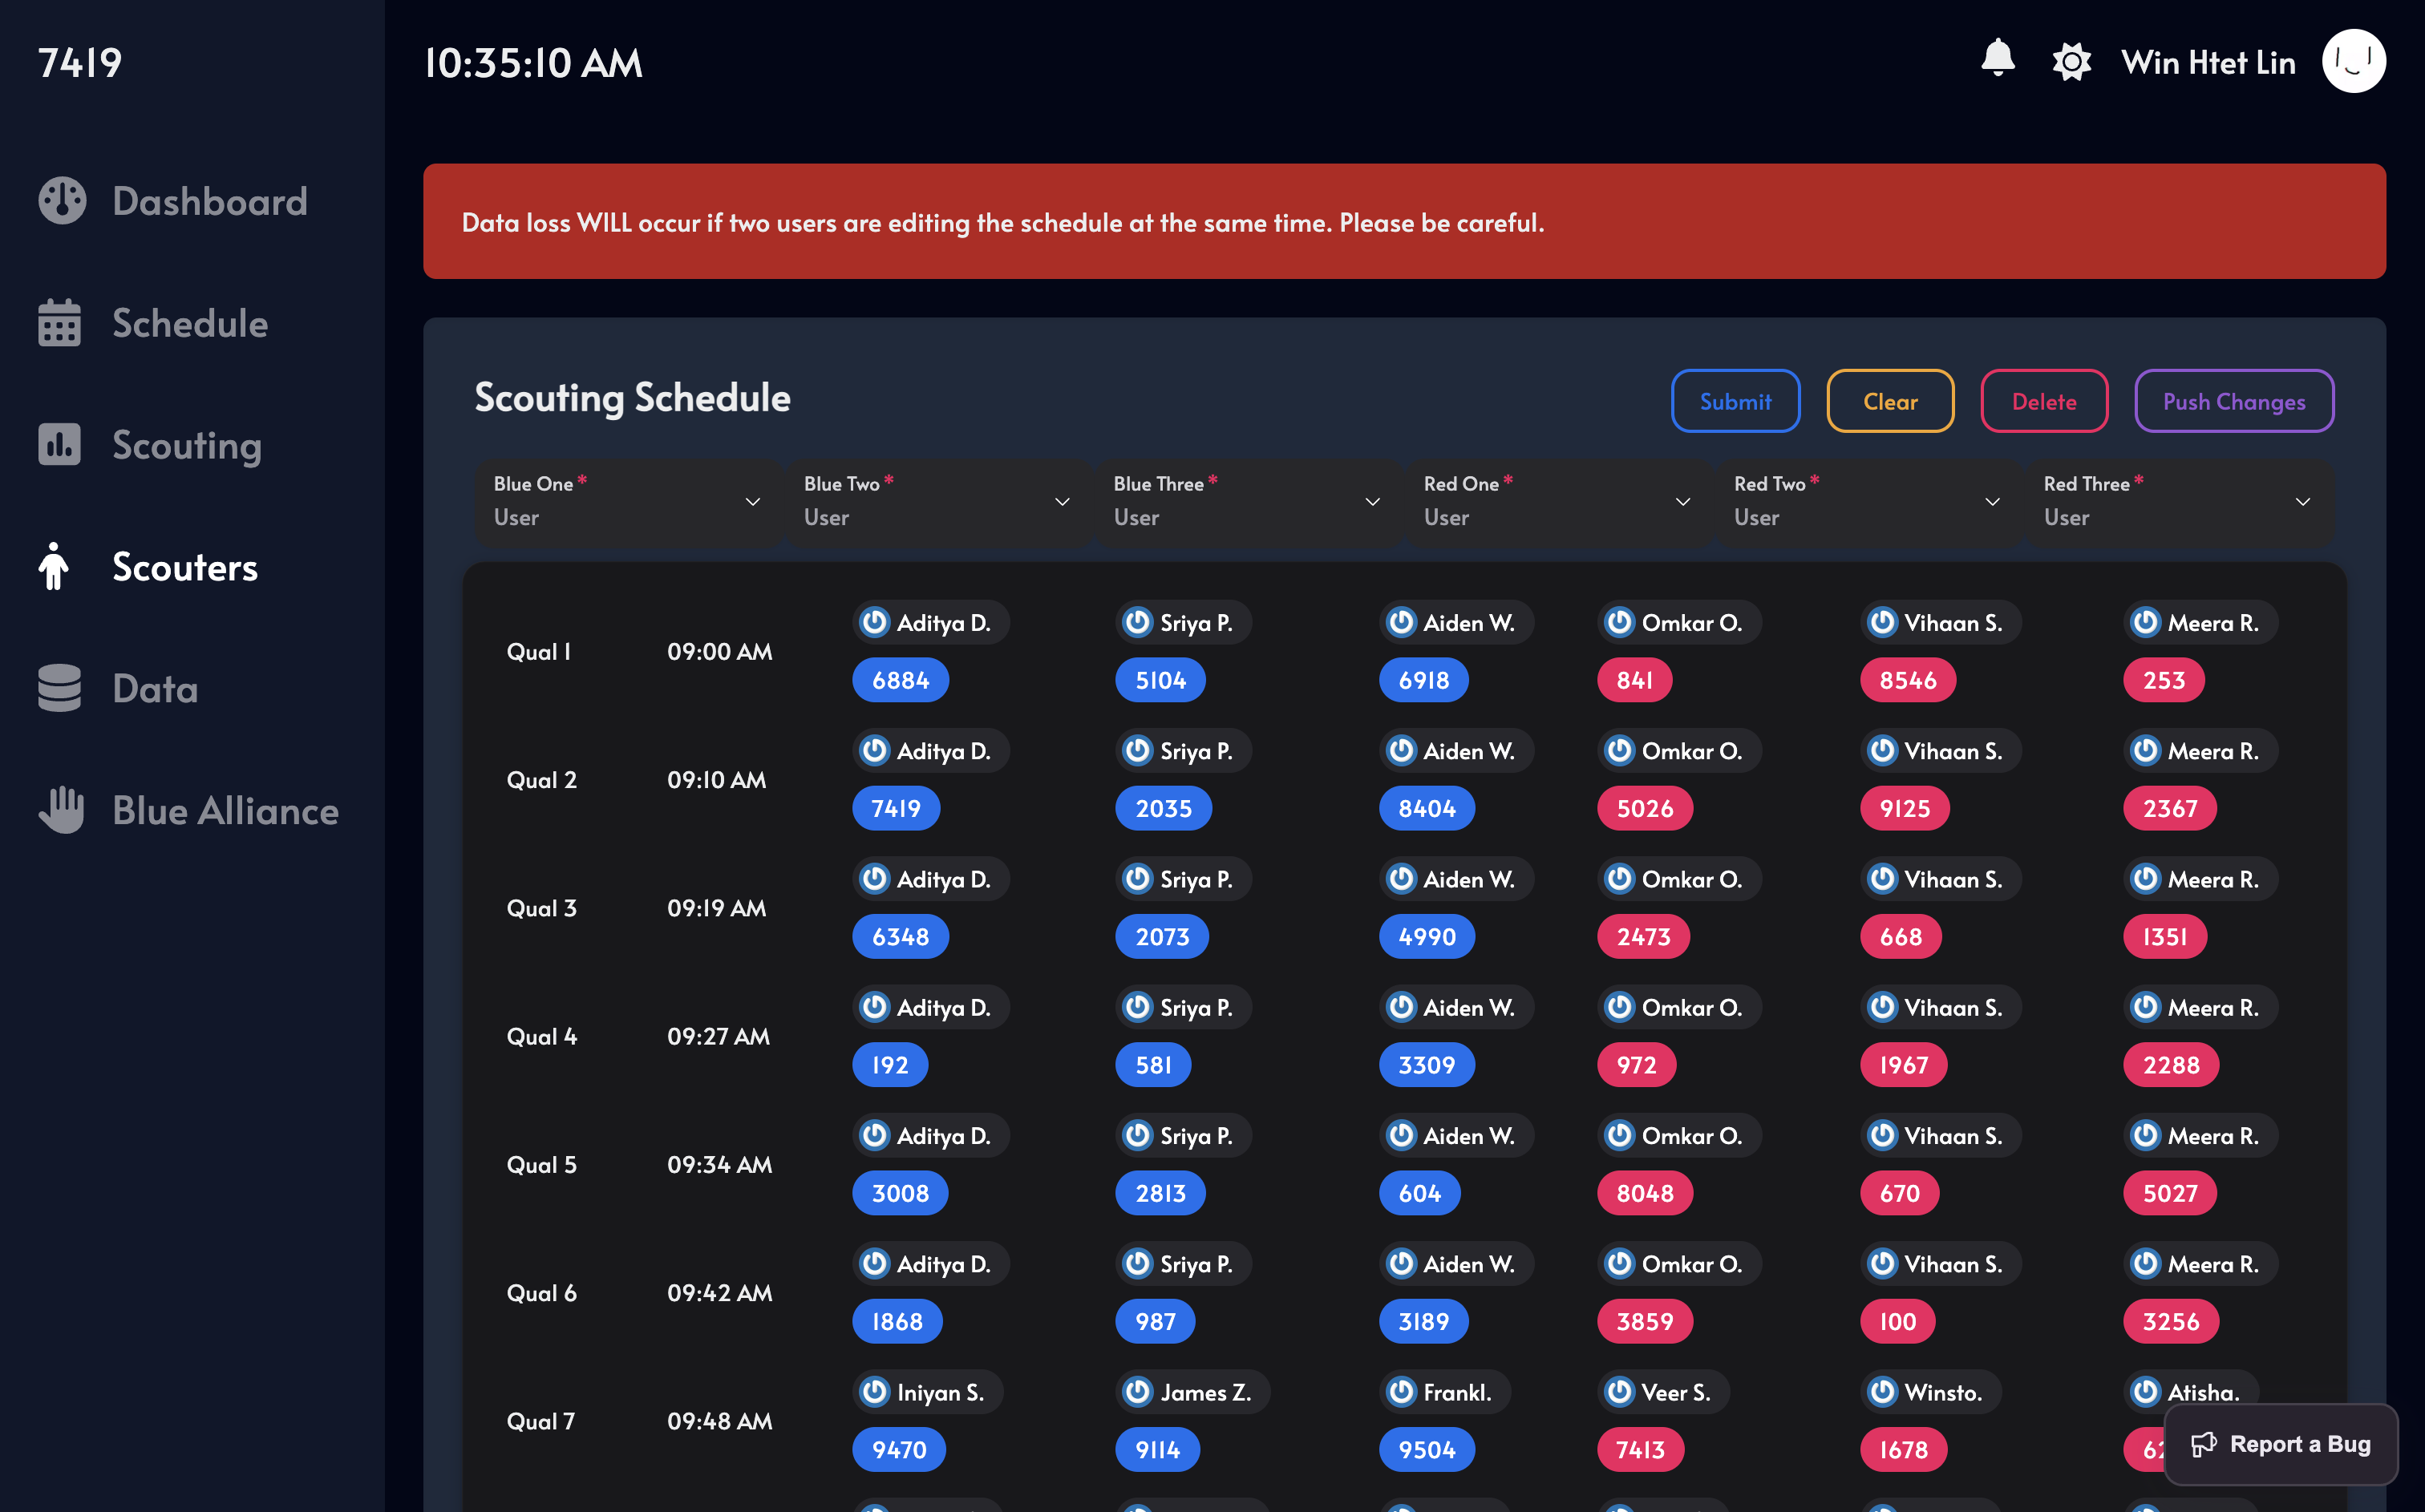 7419
10:35:10 AM
Win Htet Lin
Dashboard
Schedule
Scouting
Scouters
Data
Blue Alliance
Data loss WILL occur if two users are editing the schedule at the same time. Please be careful.
Scouting Schedule
Submit Clear Delete Push Changes
Blue One* Blue Two* Blue Three* Red One* Red Two* Red Three*
User User User User User User
Aditya D. Sriya P. Aiden W. Omkar O. Vihaan S. Meera R.
Qual 1 09:00 AM
6884 5104 6918 841 8546 253
Aditya D. Sriya P. Aiden W. Omkar O. Vihaan S. Meera R.
Qual 2 09:10 AM
7419 2035 8404 5026 9125 2367
Aditya D. Sriya P. Aiden W. Omkar O. Vihaan S. Meera R.
Qual 3 09:19 AM
6348 2073 4990 2473 668 1351
Aditya D. Sriya P. Aiden W. Omkar O. Vihaan S. Meera R.
Qual 4 09:27 AM
192 581 3309 972 1967 2288
Aditya D. Sriya P. Aiden W. Omkar O. Vihaan S. Meera R.
Qual 5 09:34 AM
3008 2813 604 8048 670 5027
Aditya D. Sriya P. Aiden W. Omkar O. Vihaan S. Meera R.
Qual 6 09:42 AM
1868 987 3189 3859 100 3256
Iniyan S. James Z. Frankl. Veer S. Winsto. Atisha.
Qual 7 09:48 AM
9470 9114 9504 7413 1678
Report a Bug